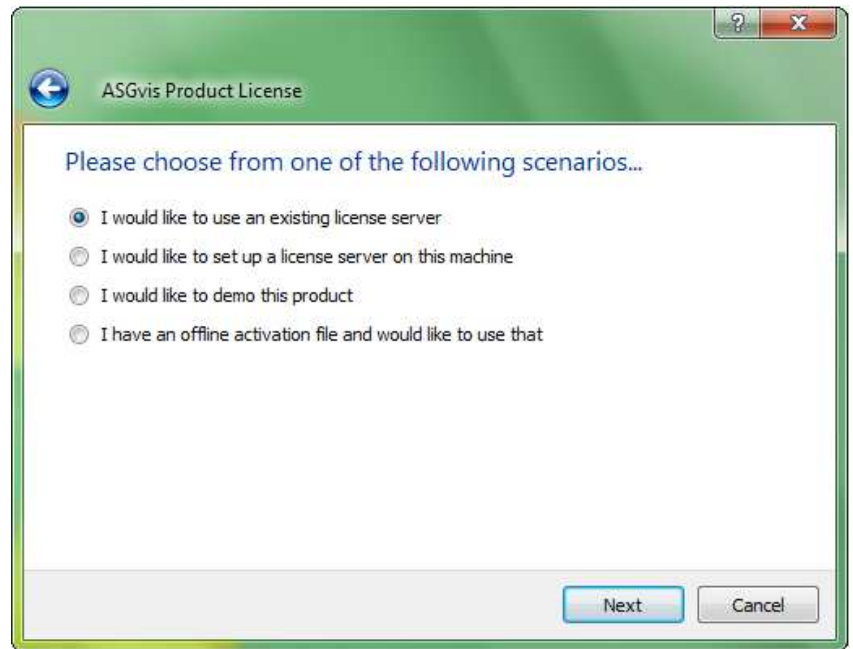 ASGvis Product License
Please choose from one of the following scenarios...
I would like to use an existing license server
I would like to set up a license server on this machine
I would like to demo this product
I have an offline activation file and would like to use that
Next Cancel